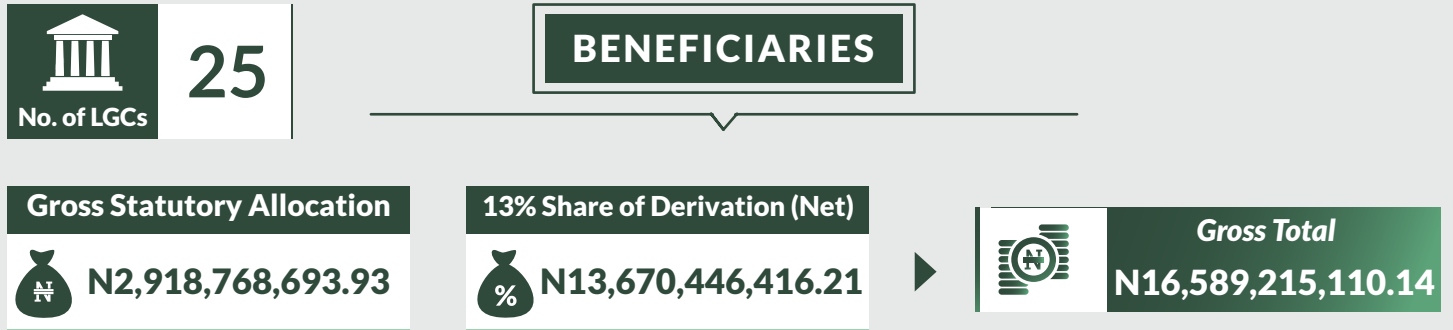 25
No. of LGCs
BENEFICIARIES
Gross Statutory Allocation
₦
N2,918,768,693.93
13% Share of Derivation (Net)
%
N13,670,446,416.21
₦
Gross Total
N16,589,215,110.14